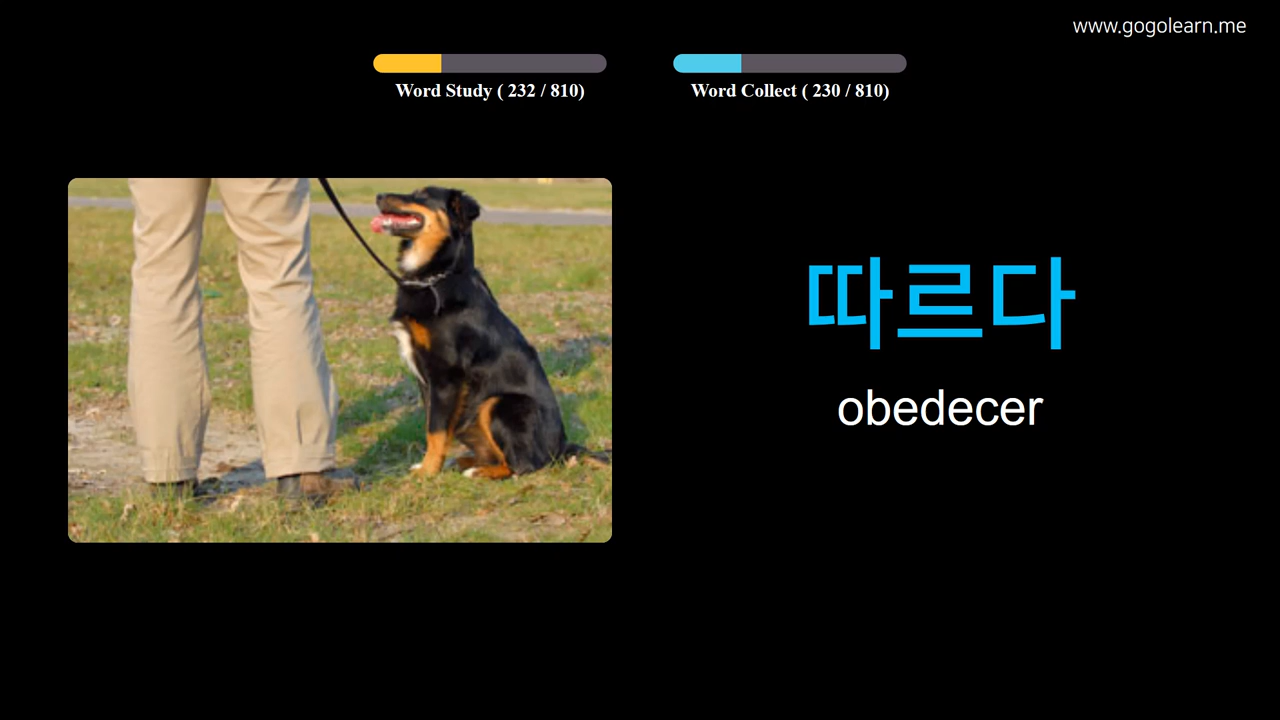 www.gogolearn.me
Word Study ( 232 / 810)
Word Collect ( 230 / 810)
따르다
obedecer